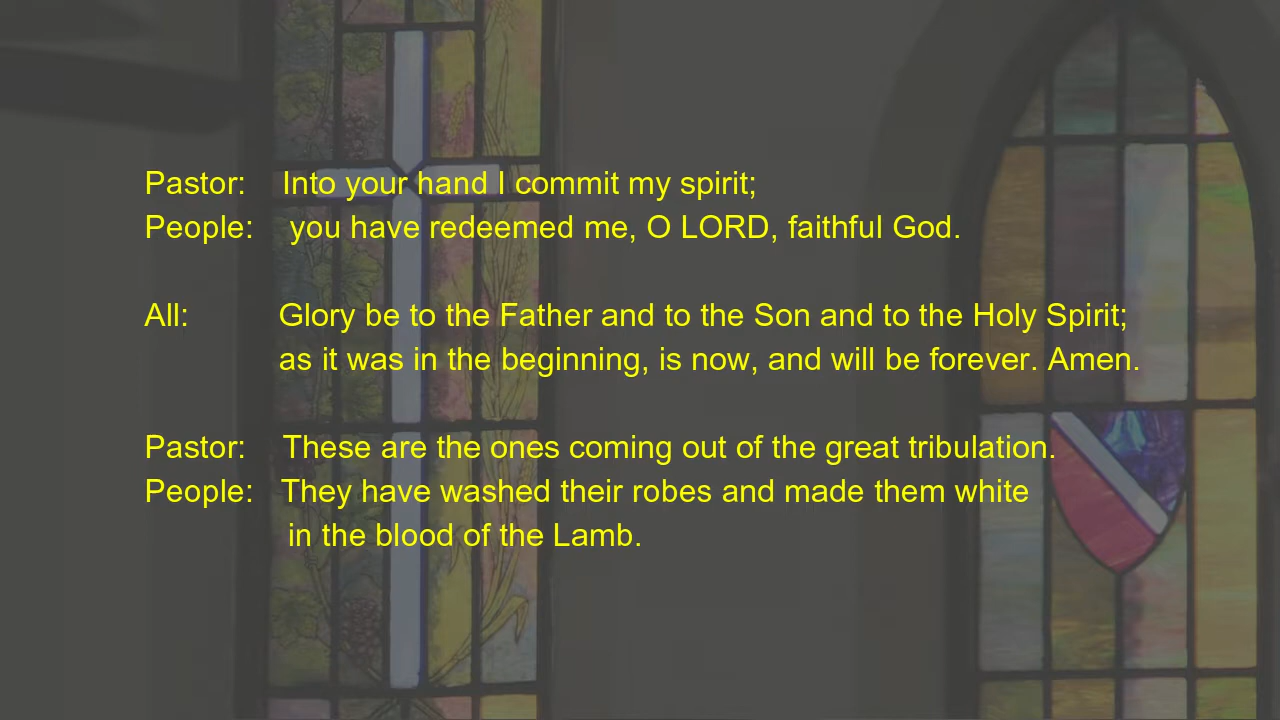 Pastor: Into your hand I commit my spirit;
People: you have redeemed me, O LORD, faithful God.
All: Glory be to the Father and to the Son and to the Holy Spirit;
as it was in the beginning, is now, and will be forever. Amen.
Pastor: These are the ones coming out of the great tribulation.
People: They have washed their robes and made them white
in the blood of the Lamb.